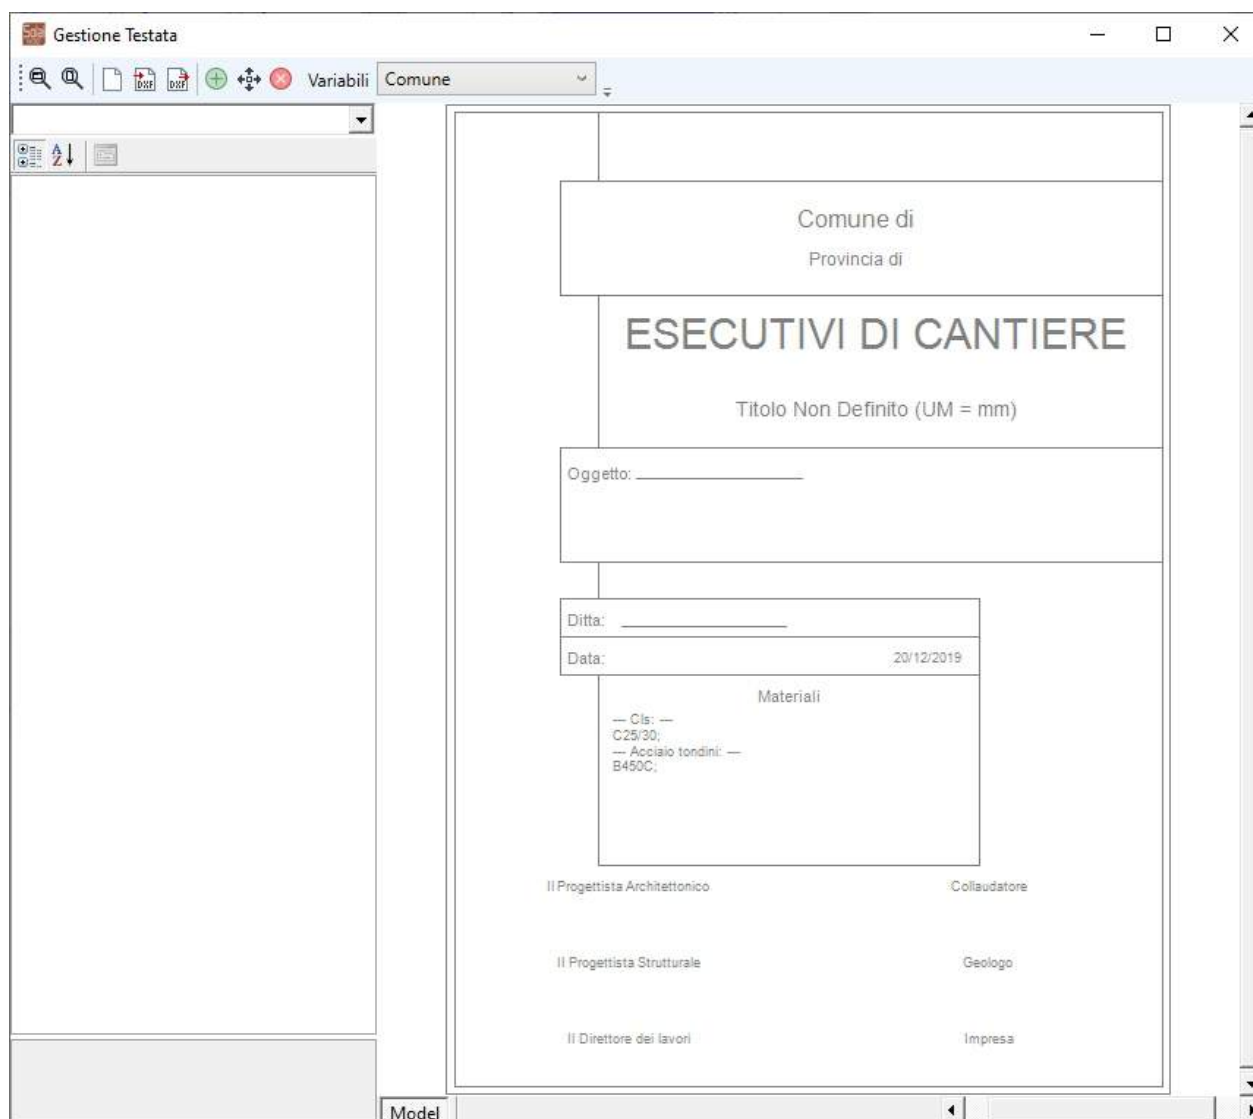 Gestione Testata
DXF DXF Variabili Comune
A
Z
Comune di
Provincia di
ESECUTIVI DI CANTIERE
Titolo Non Definito (UM = mm)
Oggetto:
Ditta:
Data: 20/12/2019
Materiali
--- Cls: ---
C25/30;
--- Acciaio tondini: ---
B450C;
Il Progettista Architettonico Collaudatore
Il Progettista Strutturale Geologo
Il Direttore dei lavori Impresa
Model